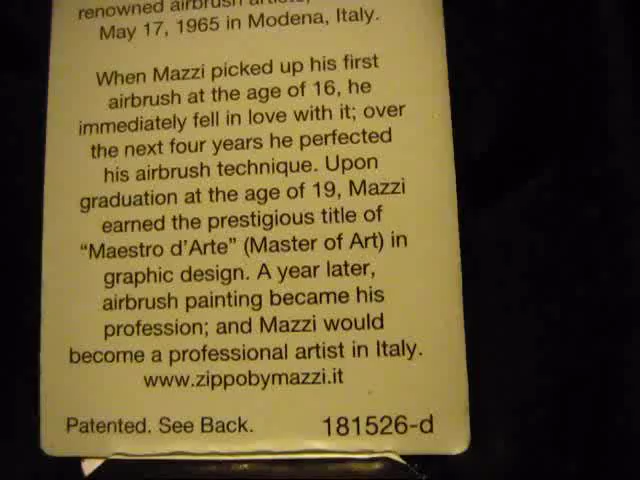 renowned airbrush artists,
May 17, 1965 in Modena, Italy.
When Mazzi picked up his first
airbrush at the age of 16, he
immediately fell in love with it; over
the next four years he perfected
his airbrush technique. Upon
graduation at the age of 19, Mazzi
earned the prestigious title of
“Maestro d’Arte” (Master of Art) in
graphic design. A year later,
airbrush painting became his
profession; and Mazzi would
become a professional artist in Italy.
www.zippobymazzi.it
Patented. See Back. 181526-d